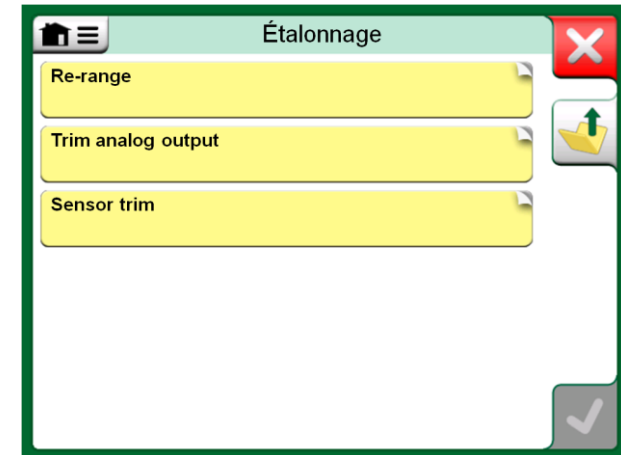 Étalonnage
Re-range
Trim analog output
Sensor trim